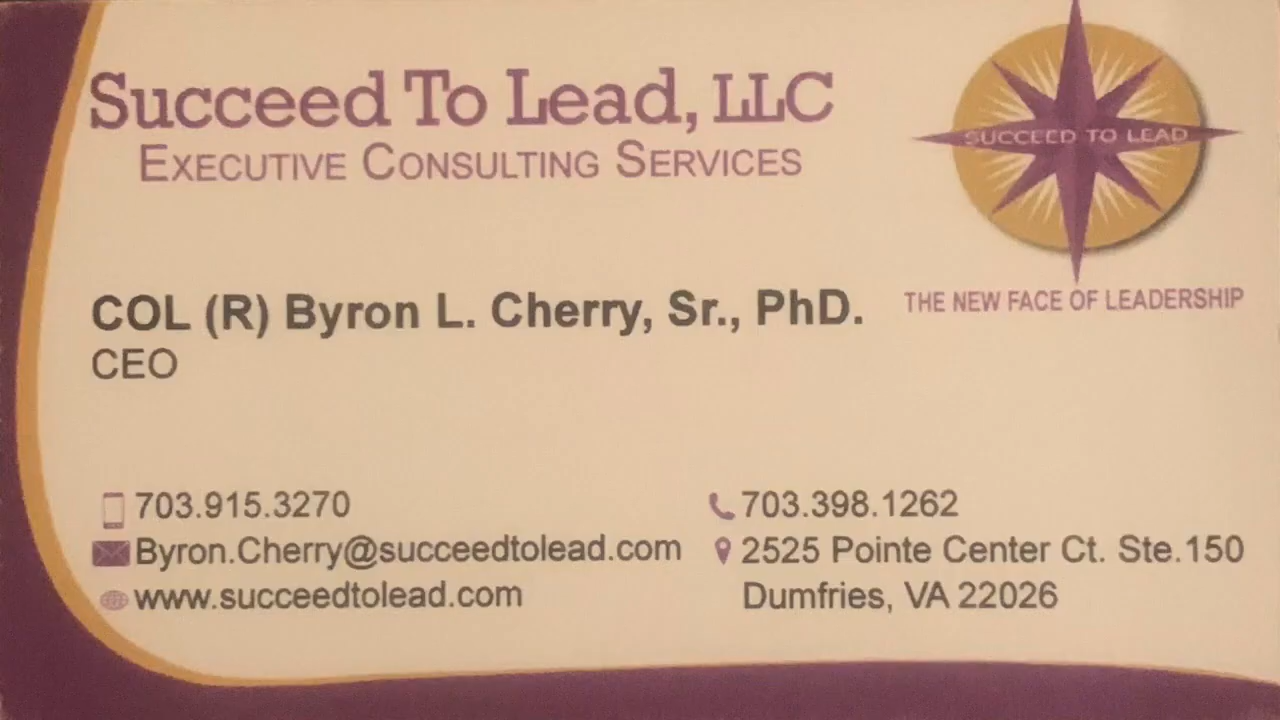 Succeed To Lead, LLC
EXECUTIVE CONSULTING SERVICES
SUCCEED TO LEAD
THE NEW FACE OF LEADERSHIP
COL (R) Byron L. Cherry, Sr., PhD.
CEO
703.915.3270
Byron.Cherry@succeedtolead.com
www.succeedtolead.com
703.398.1262
2525 Pointe Center Ct. Ste.150
Dumfries, VA 22026